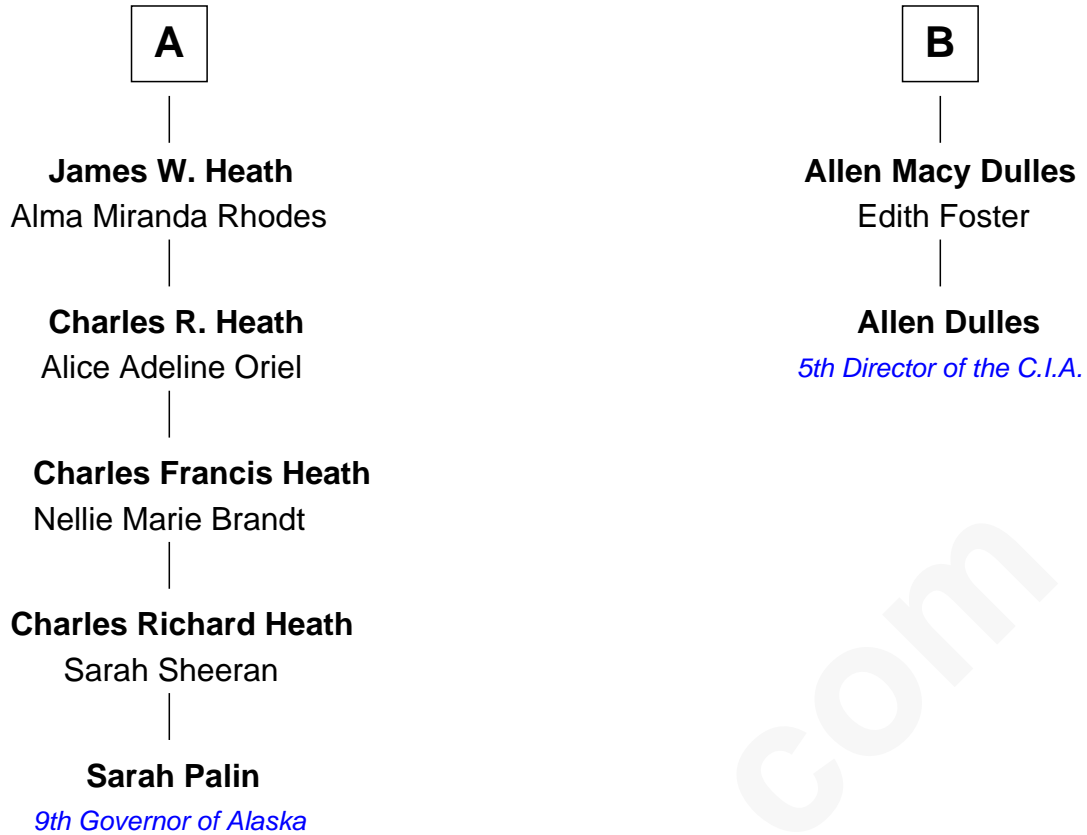 A
James W. Heath
Alma Miranda Rhodes
Charles R. Heath
Alice Adeline Oriel
Charles Francis Heath
Nellie Marie Brandt
Charles Richard Heath
Sarah Sheeran
Sarah Palin
9th Governor of Alaska
B
Allen Macy Dulles
Edith Foster
Allen Dulles
5th Director of the C.I.A.
com